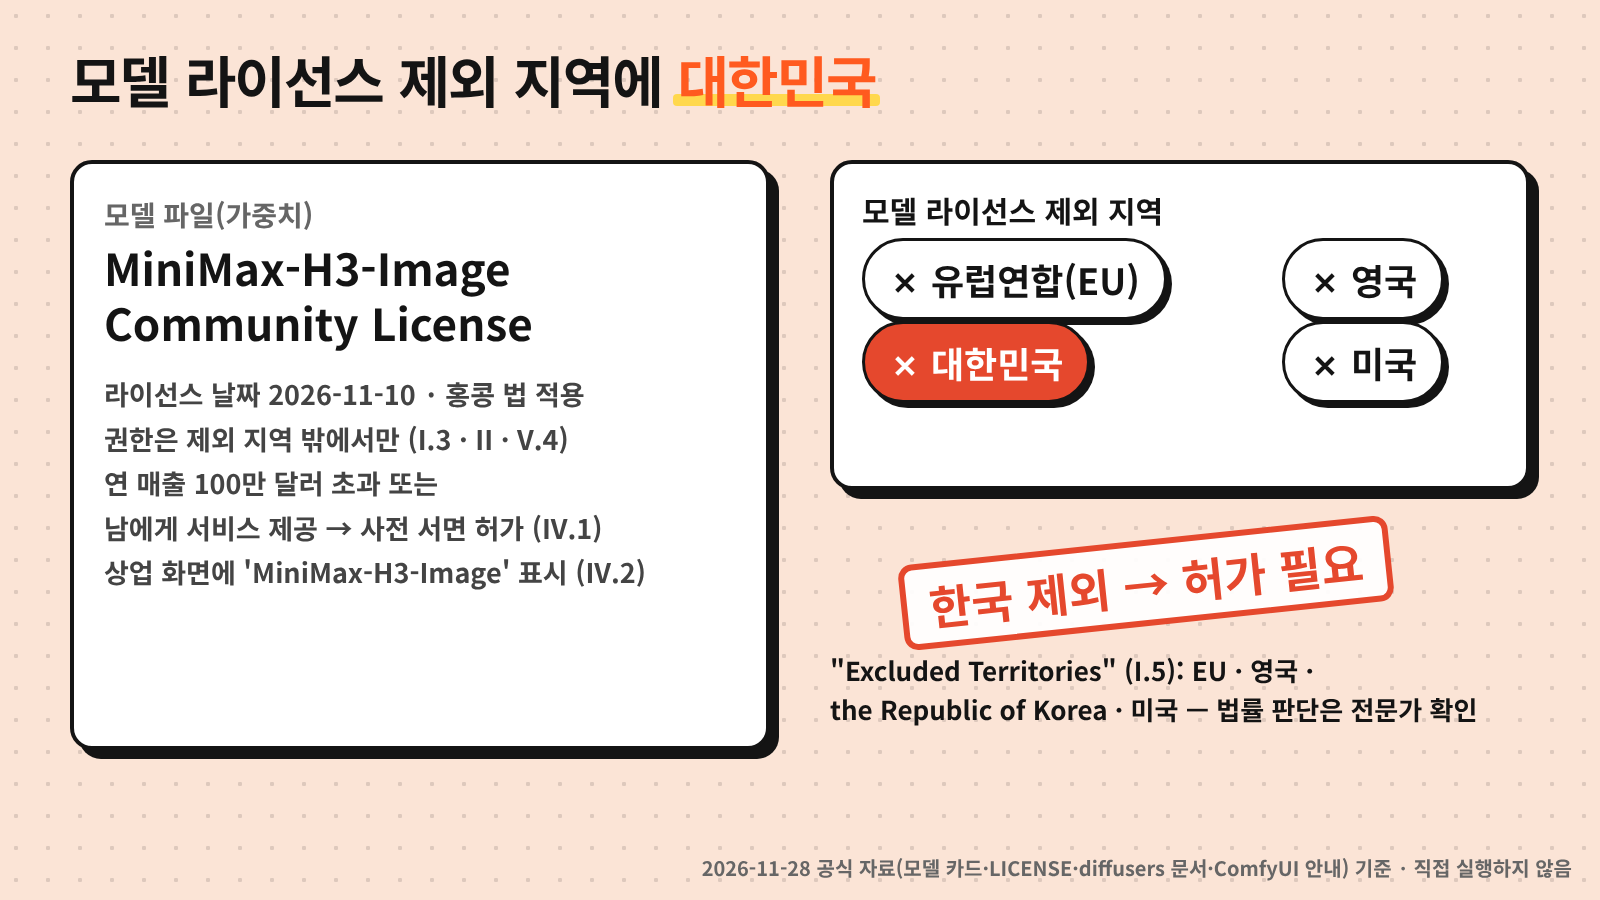 모델 라이선스 제외 지역에 대한민국
모델 파일(가중치)
MiniMax-H3-Image
Community License
라이선스 날짜 2026-11-10 · 홍콩 법 적용
권한은 제외 지역 밖에서만 (I.3 · II · V.4)
연 매출 100만 달러 초과 또는
남에게 서비스 제공 → 사전 서면 허가 (IV.1)
상업 화면에 'MiniMax-H3-Image' 표시 (IV.2)
모델 라이선스 제외 지역
× 유럽연합(EU)
× 영국
× 대한민국
× 미국
한국 제외 → 허가 필요
"Excluded Territories" (I.5): EU · 영국 ·
the Republic of Korea · 미국 — 법률 판단은 전문가 확인
2026-11-28 공식 자료(모델 카드·LICENSE·diffusers 문서·ComfyUI 안내) 기준 · 직접 실행하지 않음